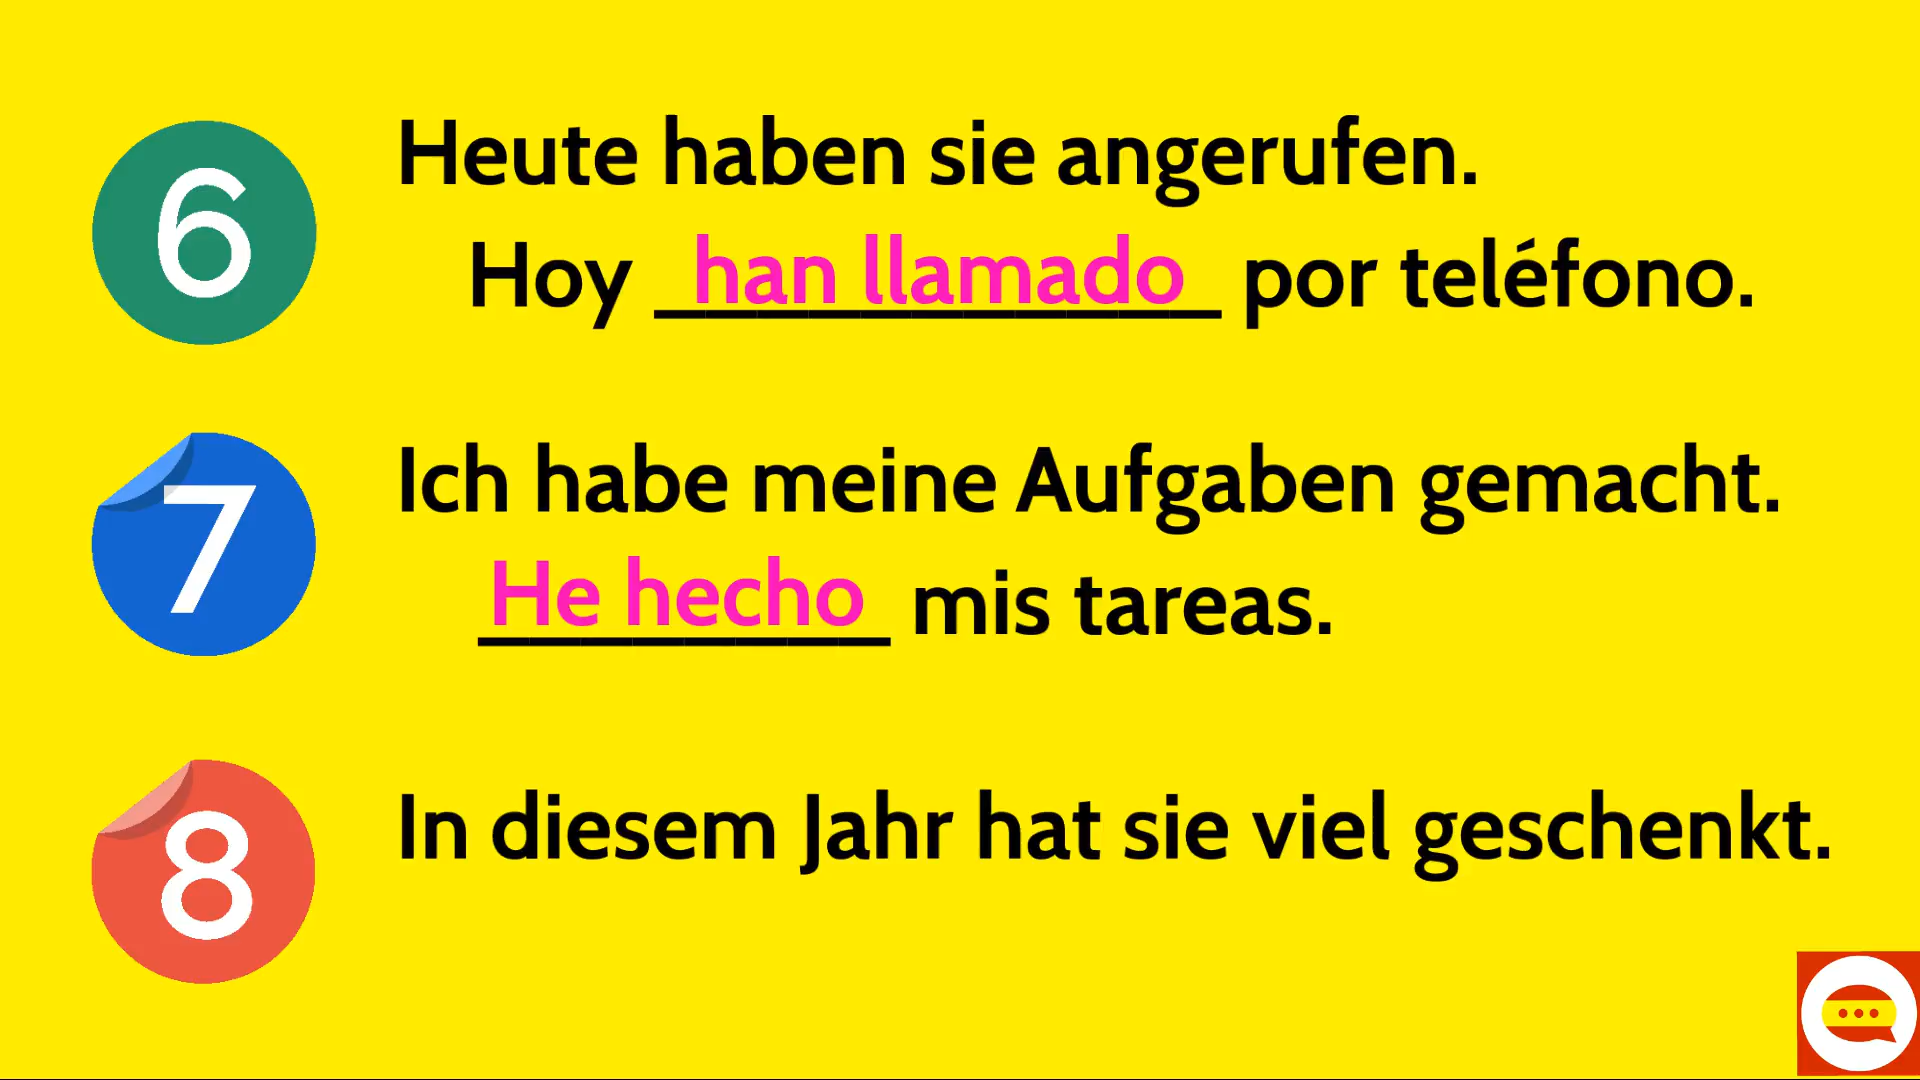 6
Heute haben sie angerufen.
Hoy han llamado por teléfono.
7
Ich habe meine Aufgaben gemacht.
He hecho mis tareas.
8
In diesem Jahr hat sie viel geschenkt.